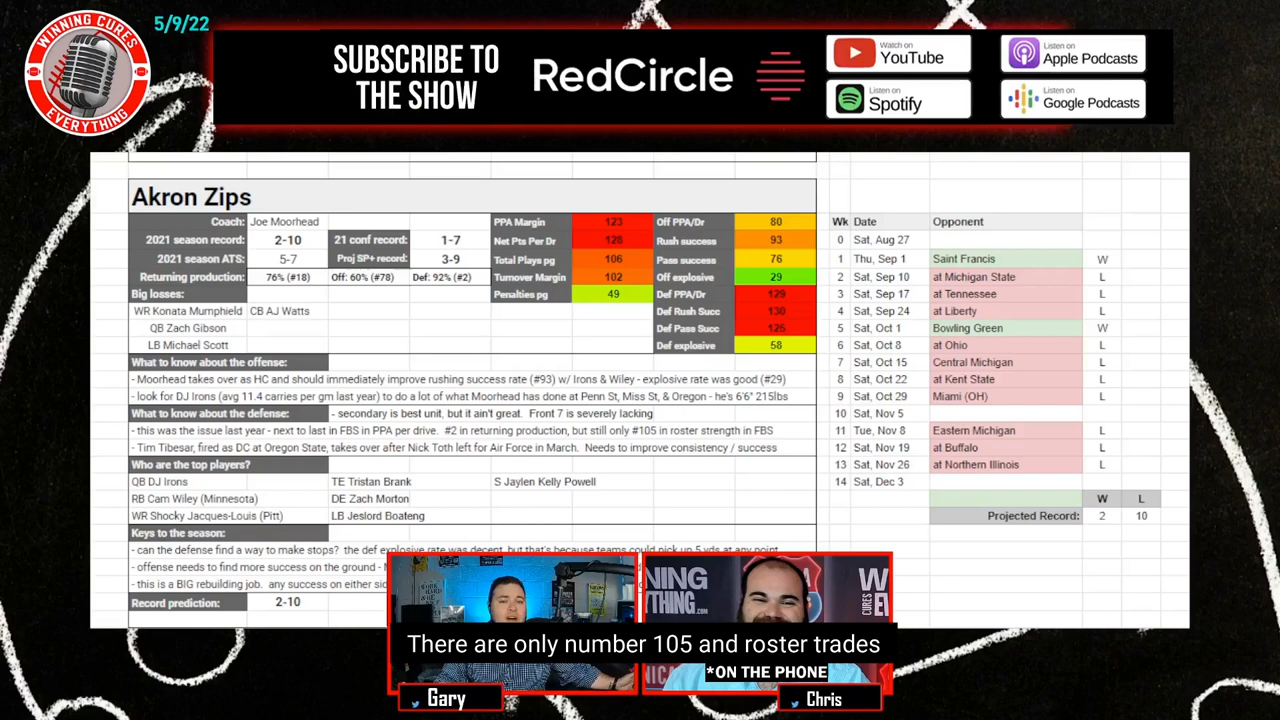 5/9/22
WINNING CURES
EVERYTHING
SUBSCRIBE TO
THE SHOW
RedCircle
Watch on
YouTube
Listen on
Apple Podcasts
Listen on
Spotify
Listen on
Google Podcasts
Akron Zips
Coach: Joe Moorhead PPA Margin 123 Off PPA/Dr 80
2021 season record: 2-10 21 conf record: 1-7 Net Pts Per Dr 128 Rush success 93
2021 season ATS: 5-7 Proj SP+ record: 3-9 Total Plays pg 106 Pass success 76
Returning production: 76% (#18) Off: 60% (#78) Def: 92% (#2) Turnover Margin 102 Off explosive 29
Big losses: Penalties pg 49 Def PPA/Dr 129
WR Konata Mumphield CB AJ Watts Def Rush Succ 130
QB Zach Gibson Def Pass Succ 125
LB Michael Scott Def explosive 58
What to know about the offense:
- Moorhead takes over as HC and should immediately improve rushing success rate (#93) w/ Irons & Wiley - explosive rate was good (#29)
- look for DJ Irons (avg 11.4 carries per gm last year) to do a lot of what Moorhead has done at Penn St, Miss St, & Oregon - he's 6'6" 215lbs
What to know about the defense: - secondary is best unit, but it ain't great. Front 7 is severely lacking
- this was the issue last year - next to last in FBS in PPA per drive. #2 in returning production, but still only #105 in roster strength in FBS
- Tim Tibesar, fired as DC at Oregon State, takes over after Nick Toth left for Air Force in March. Needs to improve consistency / success
Who are the top players?
QB DJ Irons TE Tristan Brank S Jaylen Kelly Powell
RB Cam Wiley (Minnesota) DE Zach Morton
WR Shocky Jacques-Louis (Pitt) LB Jeslord Boateng
Keys to the season:
- can the defense find a way to make stops? the def explosive rate was decent, but that's because teams could pick up 5 yds at any point
- offense needs to find more success on the ground -
- this is a BIG rebuilding job. any success on either
Record prediction: 2-10
Wk Date Opponent
0 Sat, Aug 27
1 Thu, Sep 1 Saint Francis W
2 Sat, Sep 10 at Michigan State L
3 Sat, Sep 17 at Tennessee L
4 Sat, Sep 24 at Liberty L
5 Sat, Oct 1 Bowling Green W
6 Sat, Oct 8 at Ohio L
7 Sat, Oct 15 Central Michigan L
8 Sat, Oct 22 at Kent State L
9 Sat, Oct 29 Miami (OH) L
10 Sat, Nov 5
11 Tue, Nov 8 Eastern Michigan L
12 Sat, Nov 19 at Buffalo L
13 Sat, Nov 26 at Northern Illinois L
14 Sat, Dec 3
W L
Projected Record: 2 10
There are only number 105 and roster trades
*ON THE PHONE
Gary
Chris